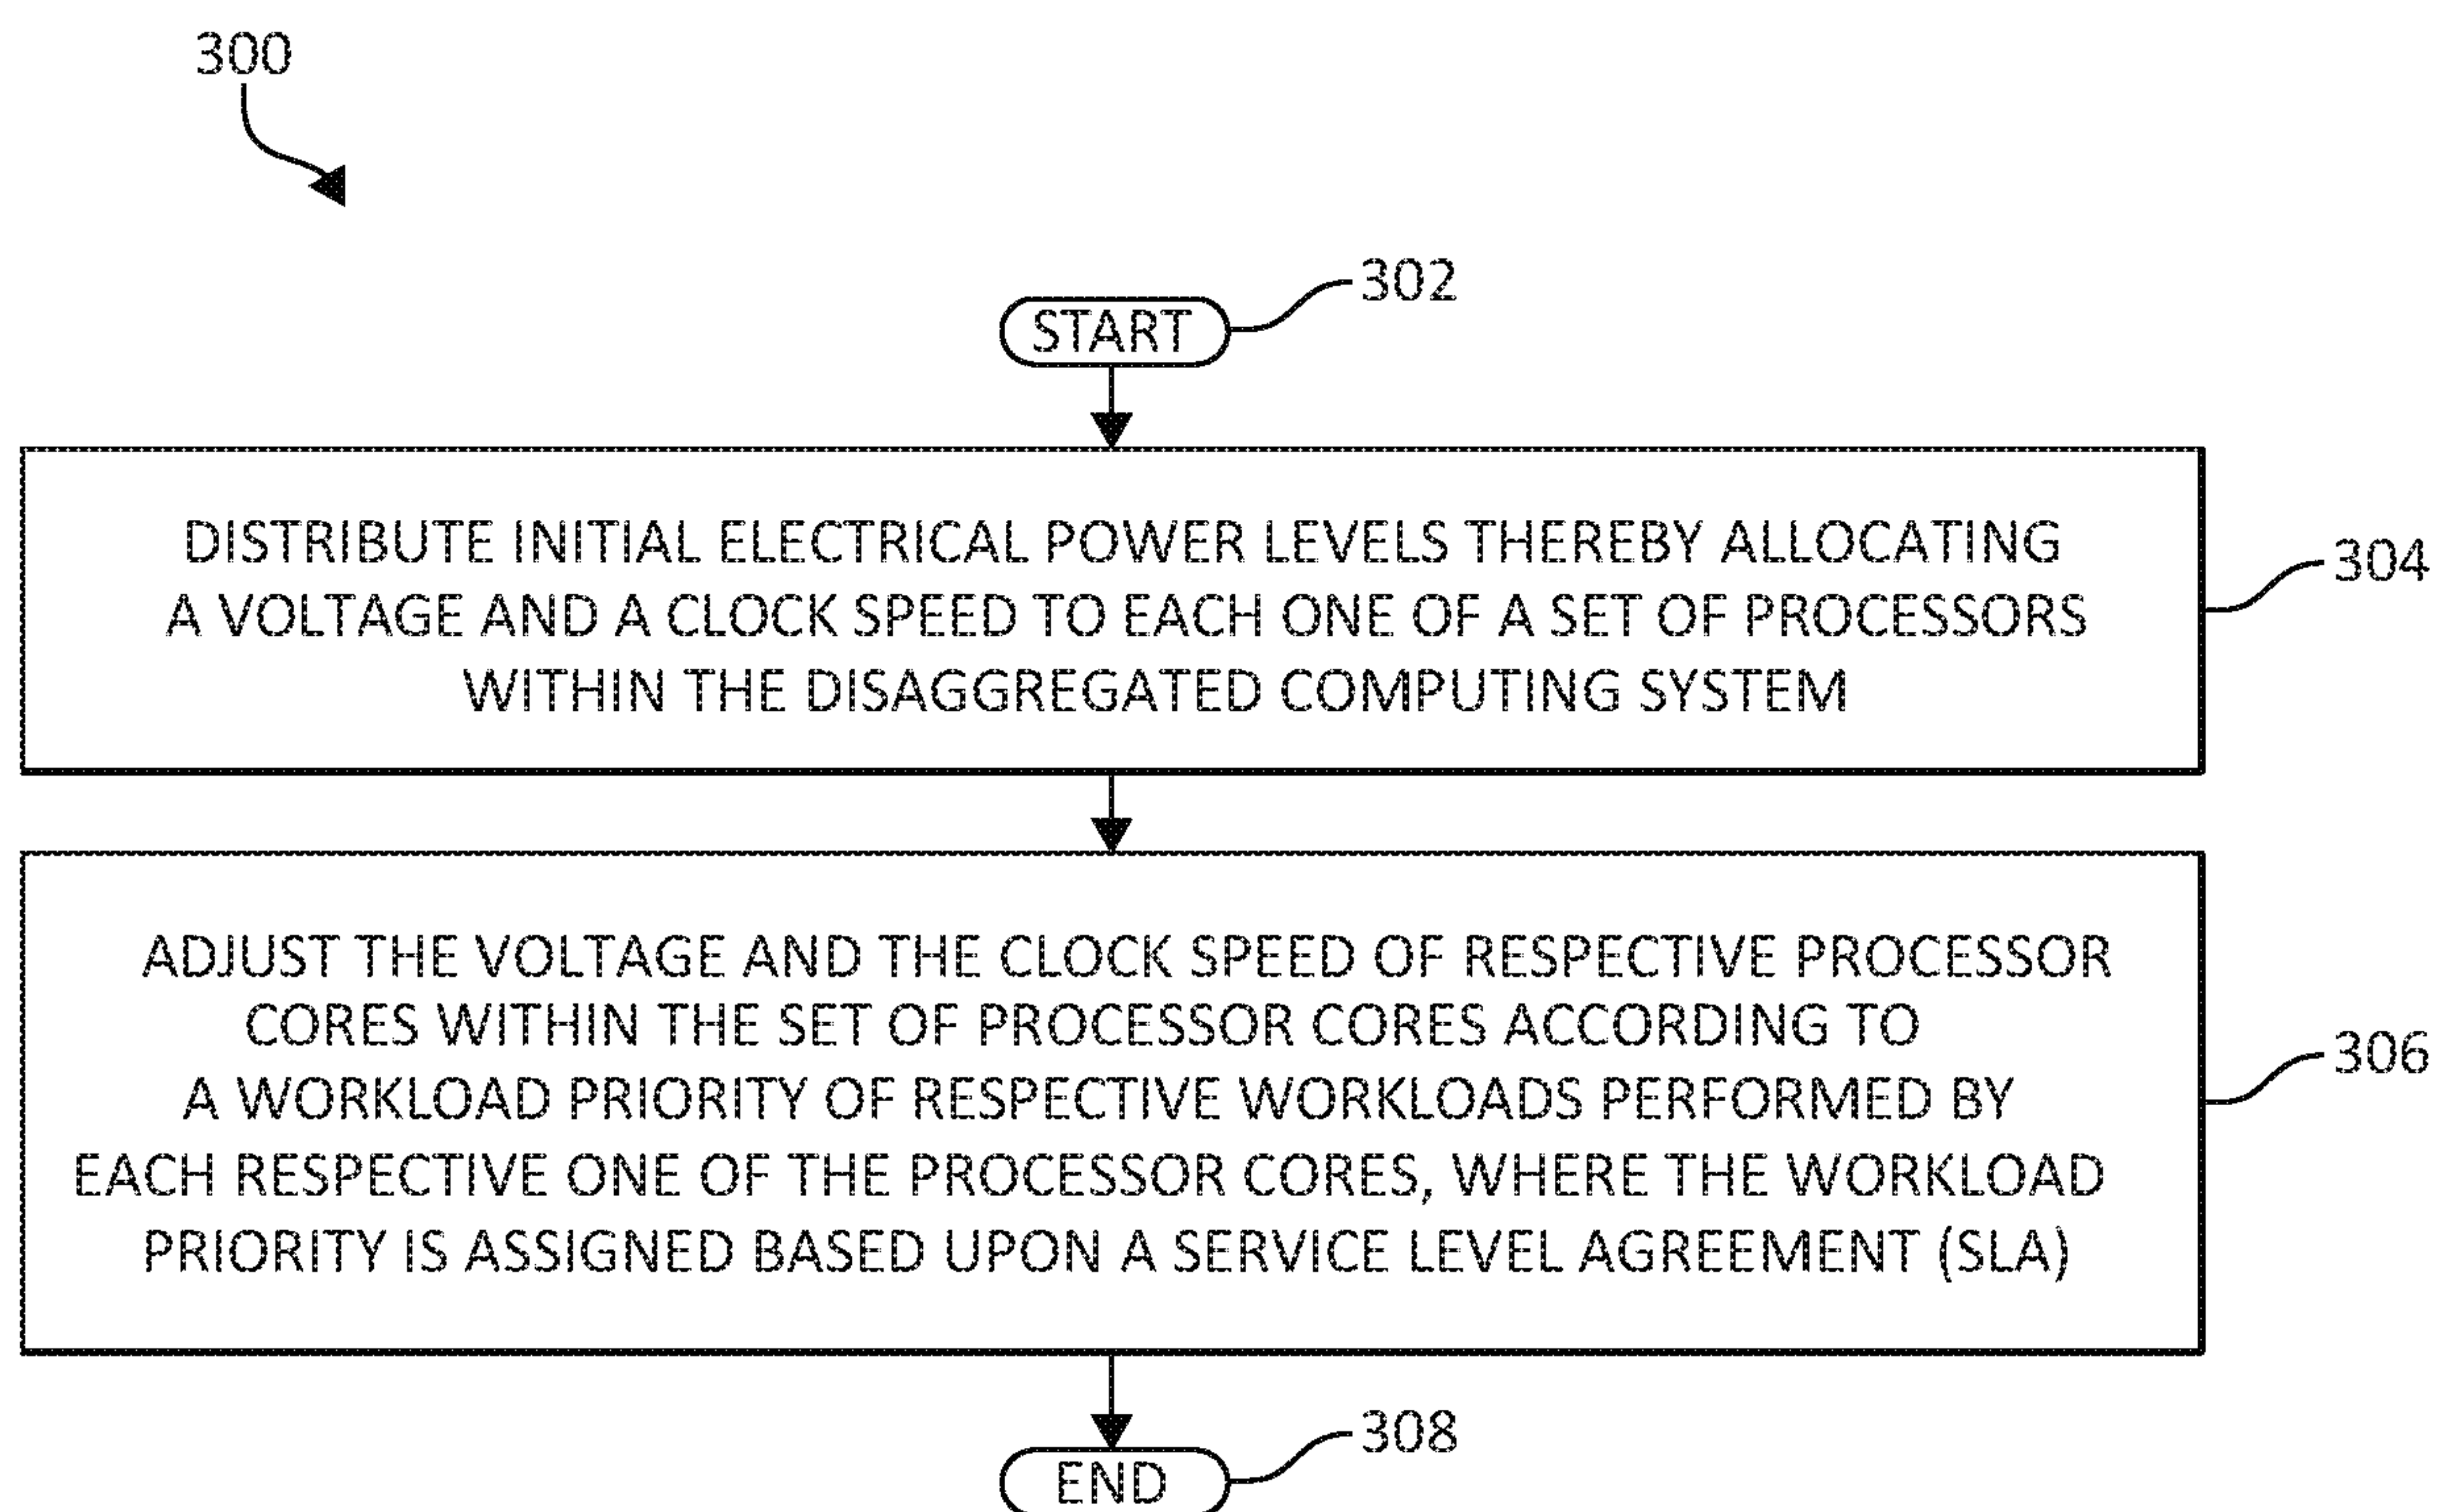 300
302
START
DISTRIBUTE INITIAL ELECTRICAL POWER LEVELS THEREBY ALLOCATING
A VOLTAGE AND A CLOCK SPEED TO EACH ONE OF A SET OF PROCESSORS
WITHIN THE DISAGGREGATED COMPUTING SYSTEM
304
ADJUST THE VOLTAGE AND THE CLOCK SPEED OF RESPECTIVE PROCESSOR
CORES WITHIN THE SET OF PROCESSOR CORES ACCORDING TO
A WORKLOAD PRIORITY OF RESPECTIVE WORKLOADS PERFORMED BY
EACH RESPECTIVE ONE OF THE PROCESSOR CORES, WHERE THE WORKLOAD
PRIORITY IS ASSIGNED BASED UPON A SERVICE LEVEL AGREEMENT (SLA)
306
308
END